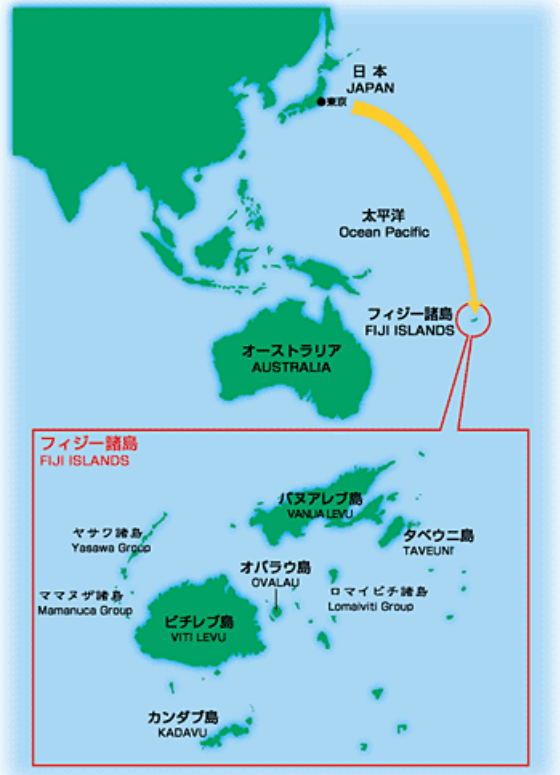 日本
JAPAN
●東京
太平洋
Ocean Pacific
フィジー諸島
FIJI ISLANDS
オーストラリア
AUSTRALIA
フィジー諸島
FIJI ISLANDS
バヌアレブ島
VANUA LEVU
ヤサワ諸島
Yasawa Group
タベウニ島
TAVEUNI
オバラウ島
OVALAU
ママヌザ諸島
Mamanuca Group
ロマイビチ諸島
Lomaiviti Group
ビチレブ島
VITI LEVU
カンダブ島
KADAVU